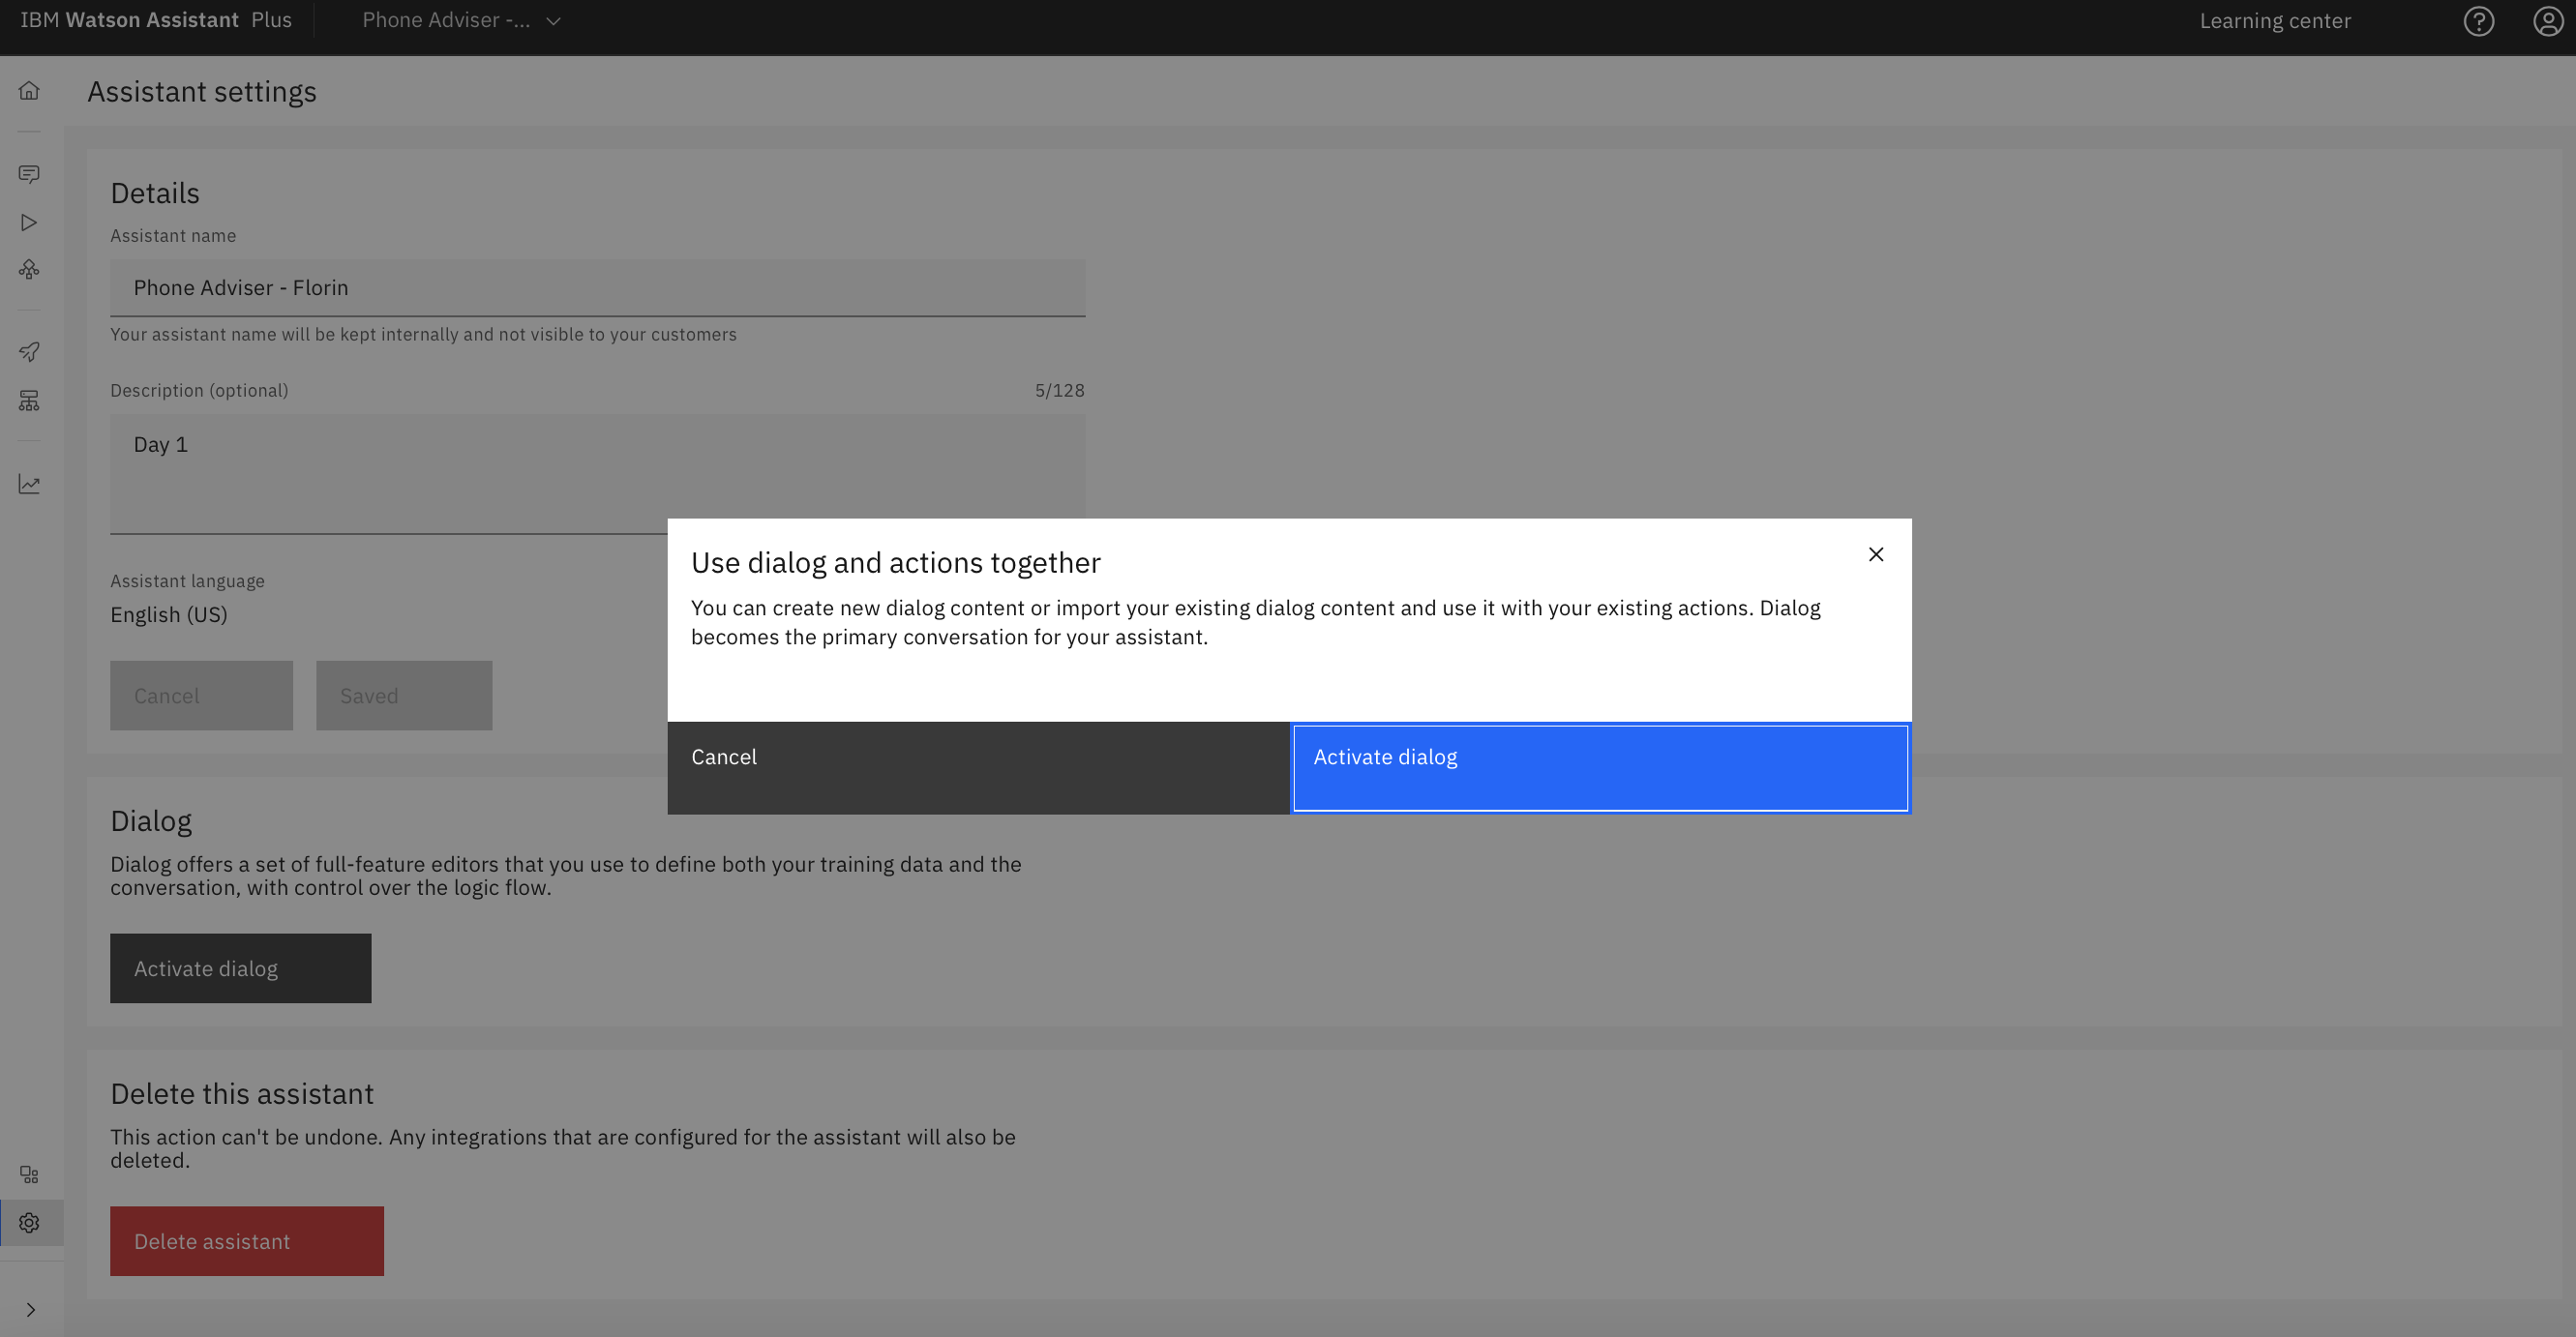 IBM Watson Assistant Plus
Phone Adviser -...
Learning center
Assistant settings
Details
Assistant name
Phone Adviser - Florin
Your assistant name will be kept internally and not visible to your customers
Description (optional)
5/128
Day 1
Assistant language
English (US)
Cancel
Saved
Use dialog and actions together
You can create new dialog content or import your existing dialog content and use it with your existing actions. Dialog
becomes the primary conversation for your assistant.
Cancel
Activate dialog
Dialog
Dialog offers a set of full-feature editors that you use to define both your training data and the
conversation, with control over the logic flow.
Activate dialog
Delete this assistant
This action can't be undone. Any integrations that are configured for the assistant will also be
deleted.
Delete assistant